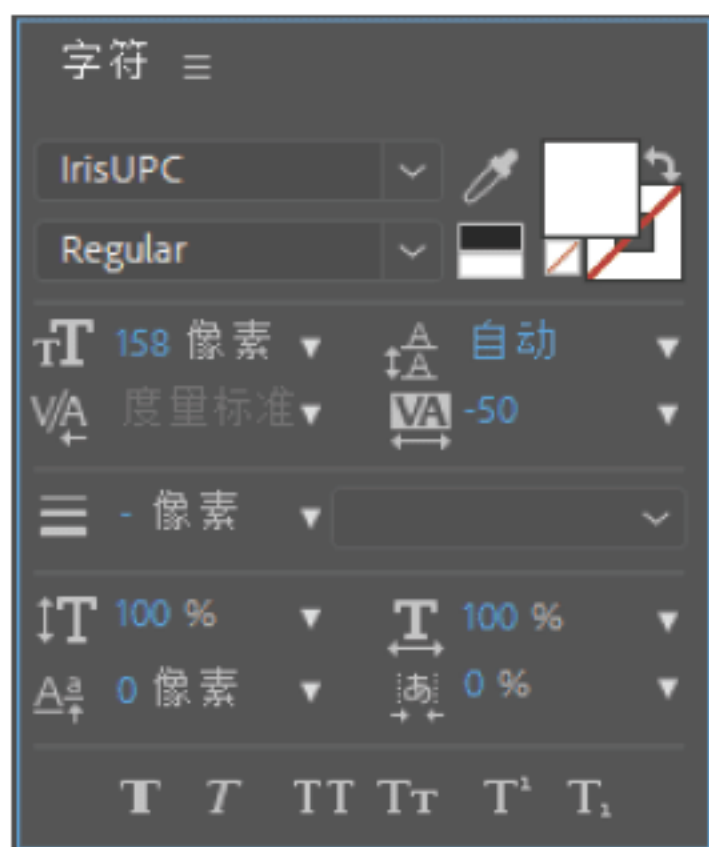 字符
IrisUPC
Regular
158 像素 自动
度量标准 -50
- 像素
100 % 100 %
0 像素 0 %